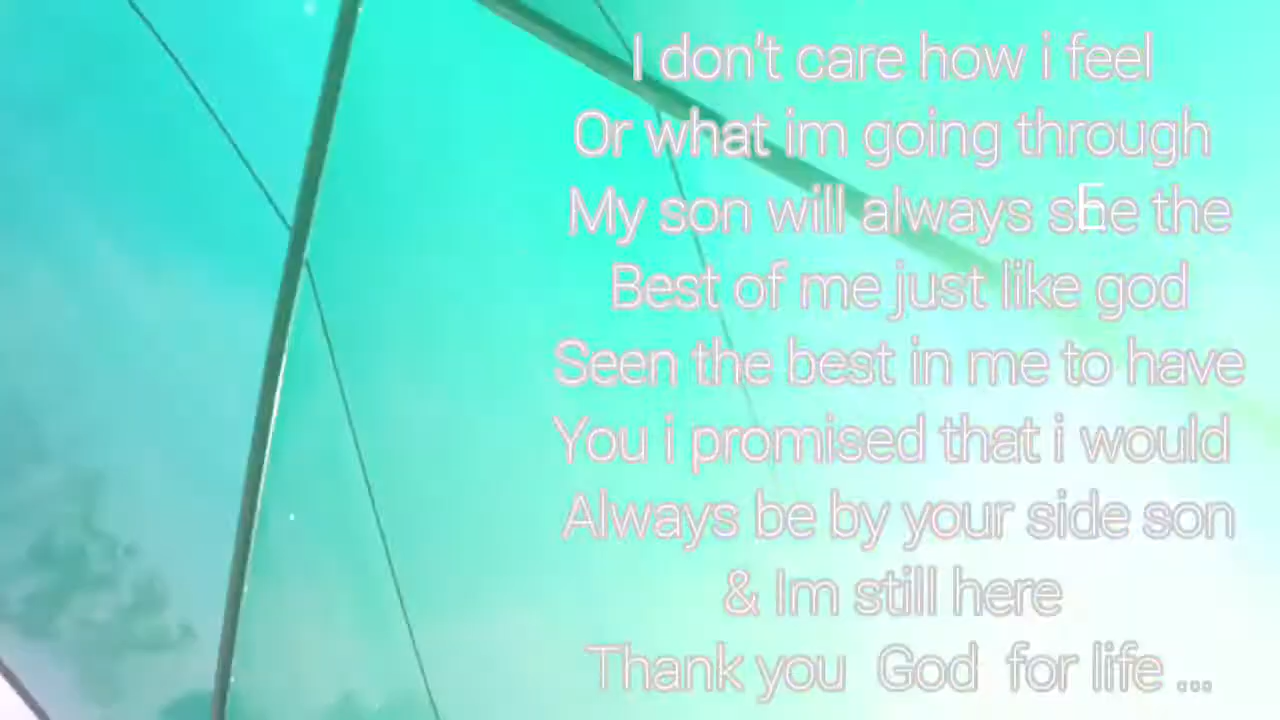 I don't care how i feel
Or what im going through
My son will always see the
Best of me just like god
Seen the best in me to have
You i promised that i would
Always be by your side son
& Im still here
Thank you God for life ...